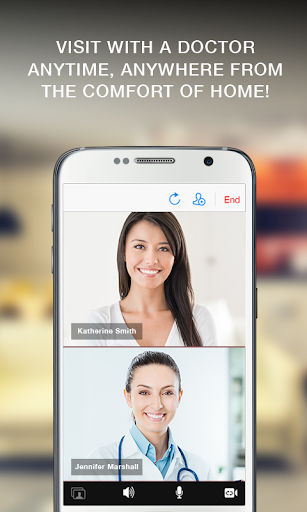 VISIT WITH A DOCTOR
ANYTIME, ANYWHERE FROM
THE COMFORT OF HOME!
End
Katherine Smith
Jennifer Marshall